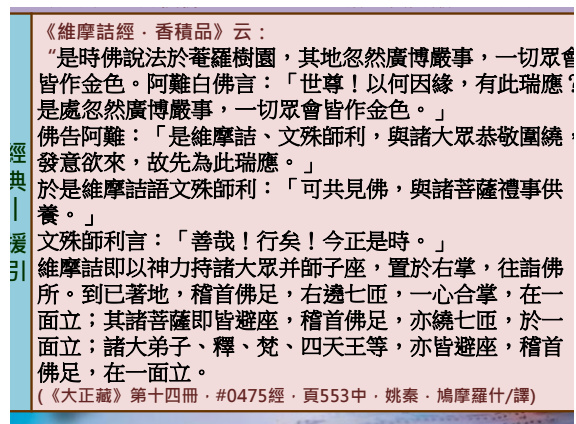 經典｜援引
《維摩詰經．香積品》云：
“是時佛說法於菴羅樹園，其地忽然廣博嚴事，一切眾會
皆作金色。阿難白佛言：「世尊！以何因緣，有此瑞應？
是處忽然廣博嚴事，一切眾會皆作金色。」
佛告阿難：「是維摩詰、文殊師利，與諸大眾恭敬圍繞，
發意欲來，故先為此瑞應。」
於是維摩詰語文殊師利：「可共見佛，與諸菩薩禮事供
養。」
文殊師利言：「善哉！行矣！今正是時。」
維摩詰即以神力持諸大眾并師子座，置於右掌，往詣佛
所。到已著地，稽首佛足，右遶七匝，一心合掌，在一
面立；其諸菩薩即皆避座，稽首佛足，亦繞七匝，於一
面立；諸大弟子、釋、梵、四天王等，亦皆避座，稽首
佛足，在一面立。
(《大正藏》第十四冊．#0475經．頁553中．姚秦．鳩摩羅什/譯)